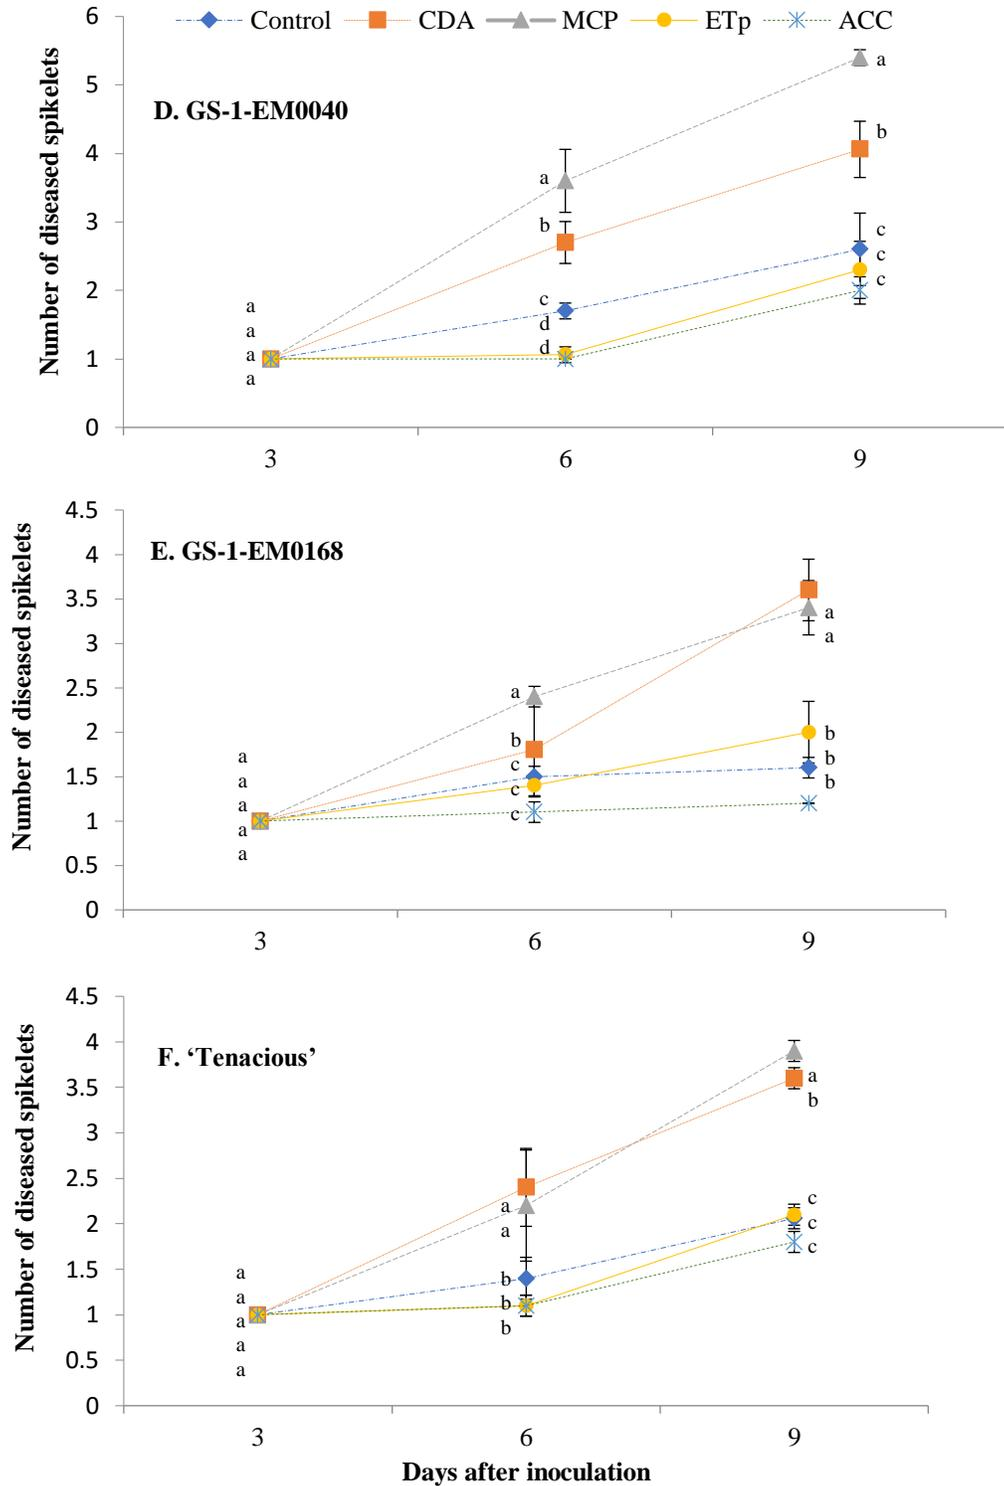 Control CDA MCP ETp ACC
Number of diseased spikelets
D. GS-1-EM0040
6
5
4
3
2
1
0
a
a
a
a
a
b
c
d
d
a
b
c
c
c
3 6 9
Number of diseased spikelets
E. GS-1-EM0168
4.5
4
3.5
3
2.5
2
1.5
1
0.5
0
a
a
a
a
a
a
b
c
c
c
a
a
b
b
b
3 6 9
Number of diseased spikelets
F. ‘Tenacious’
4.5
4
3.5
3
2.5
2
1.5
1
0.5
0
a
a
a
a
a
a
a
b
b
b
a
b
c
c
c
3 6 9
Days after inoculation